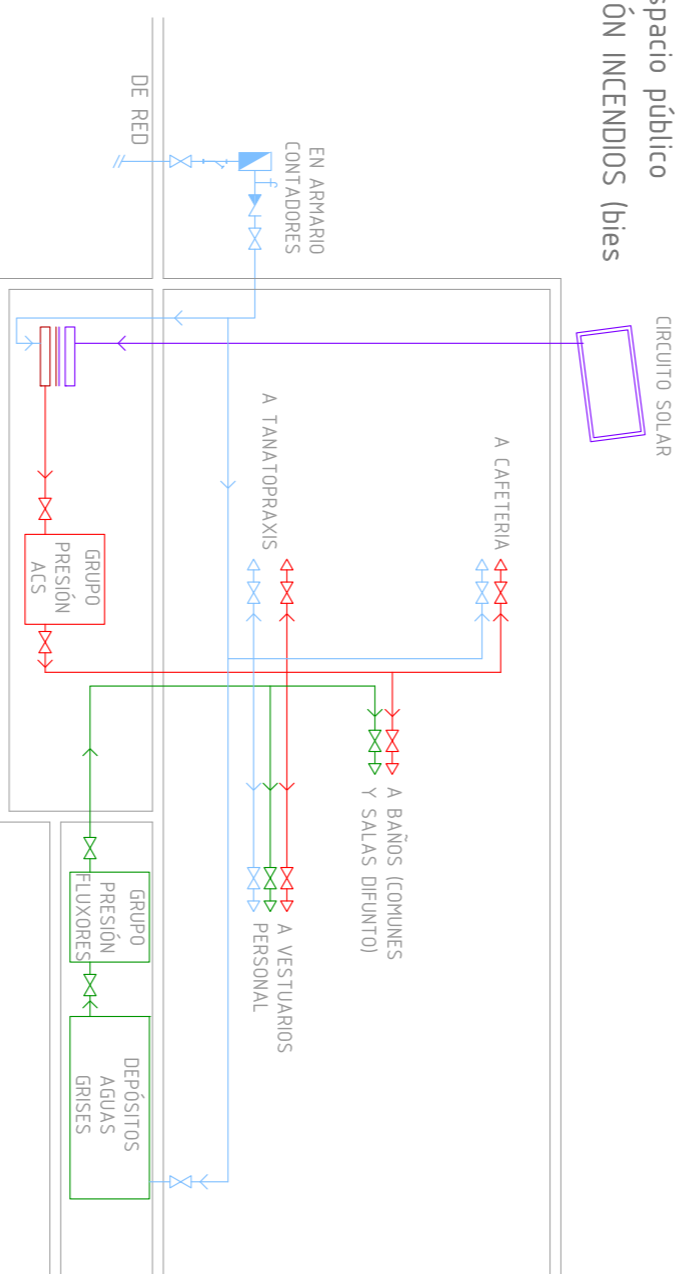 spacio público
ÓN INCENDIOS (bies
CIRCUITO SOLAR
DE RED
EN ARMARIO
CONTADORES
A CAFETERIA
A TANATOPRAXIS
GRUPO
PRESIÓN
ACS
A BAÑOS (COMUNES
Y SALAS DIFUNTO)
A VESTUARIOS
PERSONAL
GRUPO
PRESIÓN
FLUXORES
DEPÓSITOS
AGUAS
GRISES